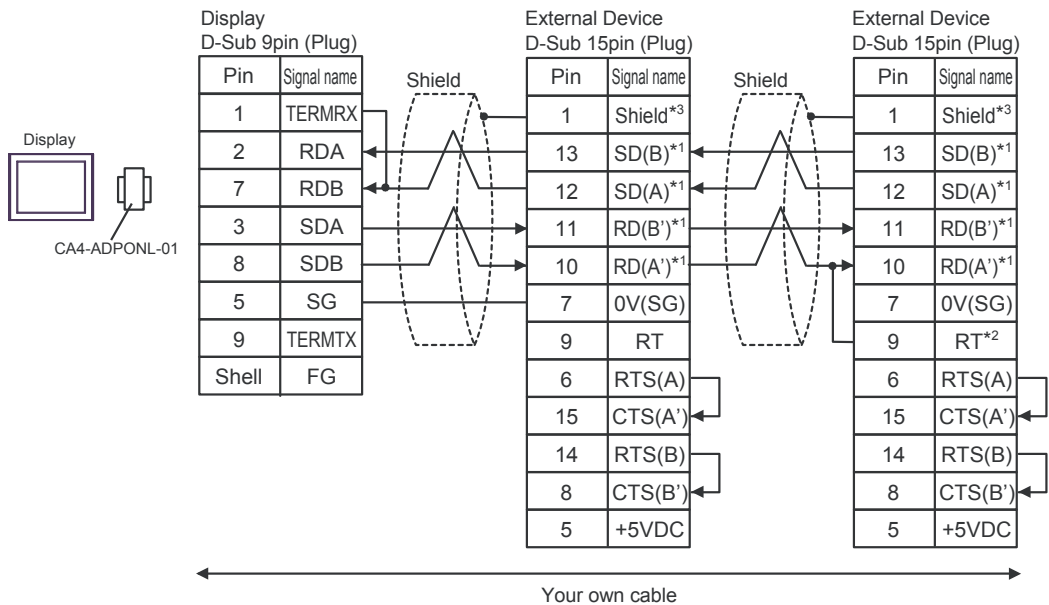 Display
D-Sub 9pin (Plug)
External Device
D-Sub 15pin (Plug)
External Device
D-Sub 15pin (Plug)
Pin Signal name
1 TERMRX
2 RDA
7 RDB
3 SDA
8 SDB
5 SG
9 TERMTX
Shell FG
Shield
Pin Signal name
1 Shield*3
13 SD(B)*1
12 SD(A)*1
11 RD(B’)*1
10 RD(A’)*1
7 0V(SG)
9 RT
6 RTS(A)
15 CTS(A’)
14 RTS(B)
8 CTS(B’)
5 +5VDC
Shield
Pin Signal name
1 Shield*3
13 SD(B)*1
12 SD(A)*1
11 RD(B’)*1
10 RD(A’)*1
7 0V(SG)
9 RT*2
6 RTS(A)
15 CTS(A’)
14 RTS(B)
8 CTS(B’)
5 +5VDC
Display
CA4-ADPONL-01
Your own cable